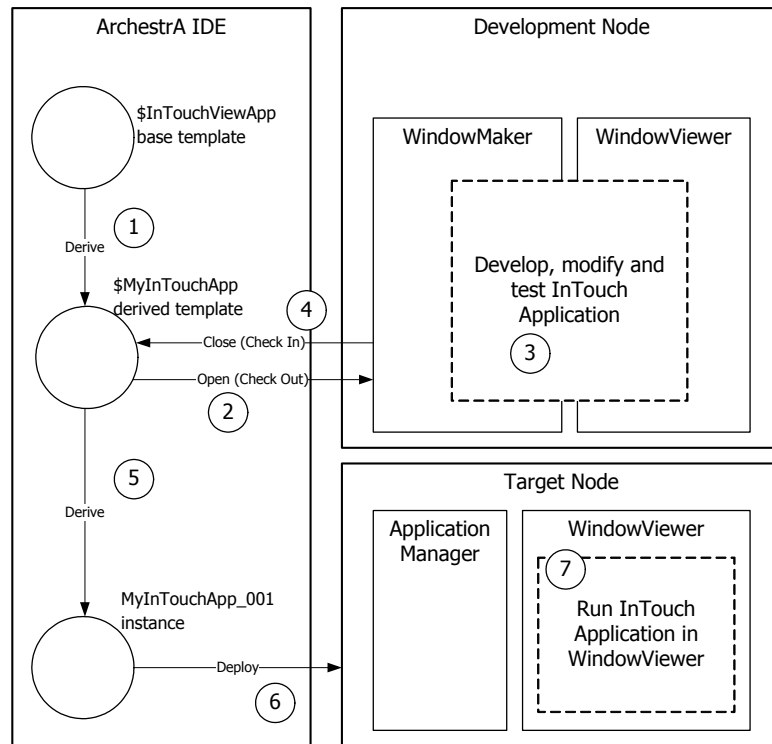 ArchestrA IDE
$InTouchViewApp
base template
1
Derive
$MyInTouchApp
derived template
4
Close (Check In)
Open (Check Out)
2
5
Derive
MyInTouchApp_001
instance
Deploy
6
Development Node
WindowMaker
WindowViewer
Develop, modify and
test InTouch
Application
3
Target Node
Application
Manager
WindowViewer
7
Run InTouch
Application in
WindowViewer